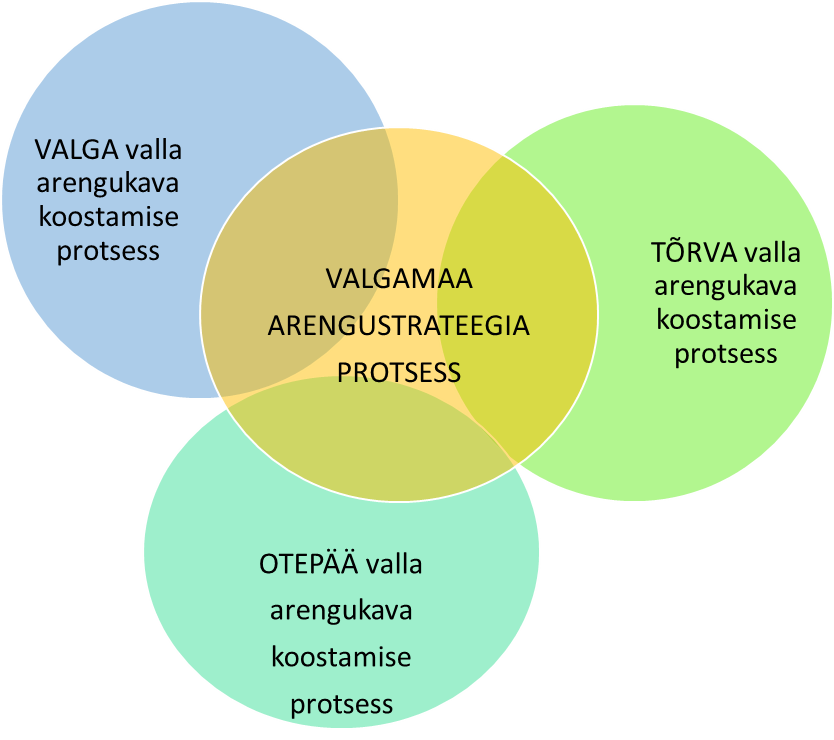 VALGA valla
arengukava
koostamise
protsess
VALGAMAA
ARENGUSTRATEEGIA
PROTSESS
TÕRVA valla
arengukava
koostamise
protsess
OTEPÄÄ valla
arengukava
koostamise
protsess